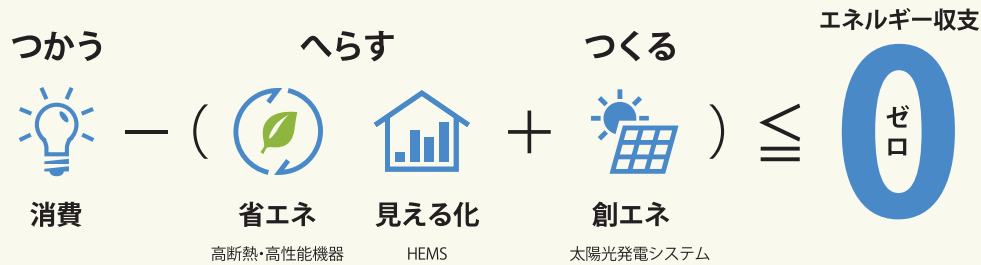 エネルギー収支
つかう
へらす
つくる
− ( + ) ≦ 0
ゼロ
消費
省エネ
見える化
創エネ
高断熱・高性能機器
HEMS
太陽光発電システム